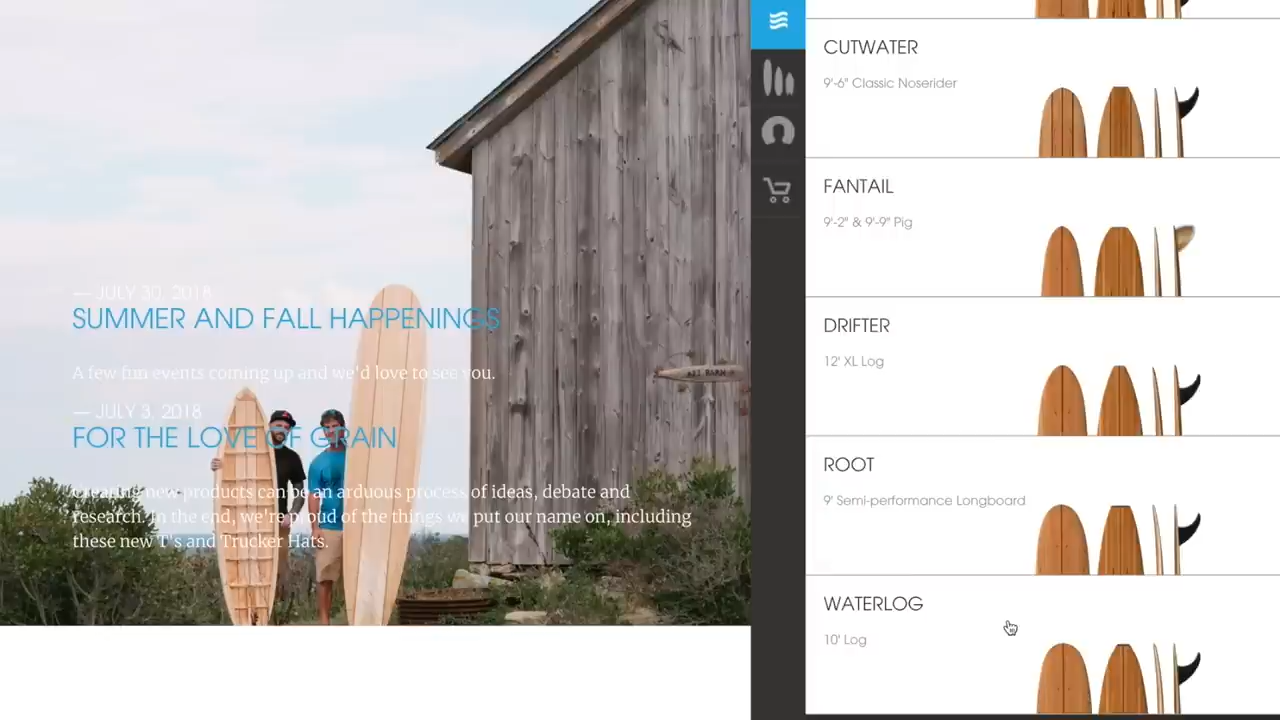 — JULY 30, 2018
SUMMER AND FALL HAPPENINGS
A few fun events coming up and we'd love to see you.
— JULY 3, 2018
FOR THE LOVE OF GRAIN
Creating new products can be an arduous process of ideas, debate and
research. In the end, we're proud of the things we put our name on, including
these new T's and Trucker Hats.
CUTWATER
9'-6" Classic Noserider
FANTAIL
9'-2" & 9'-9" Pig
DRIFTER
12' XL Log
ROOT
9' Semi-performance Longboard
WATERLOG
10' Log